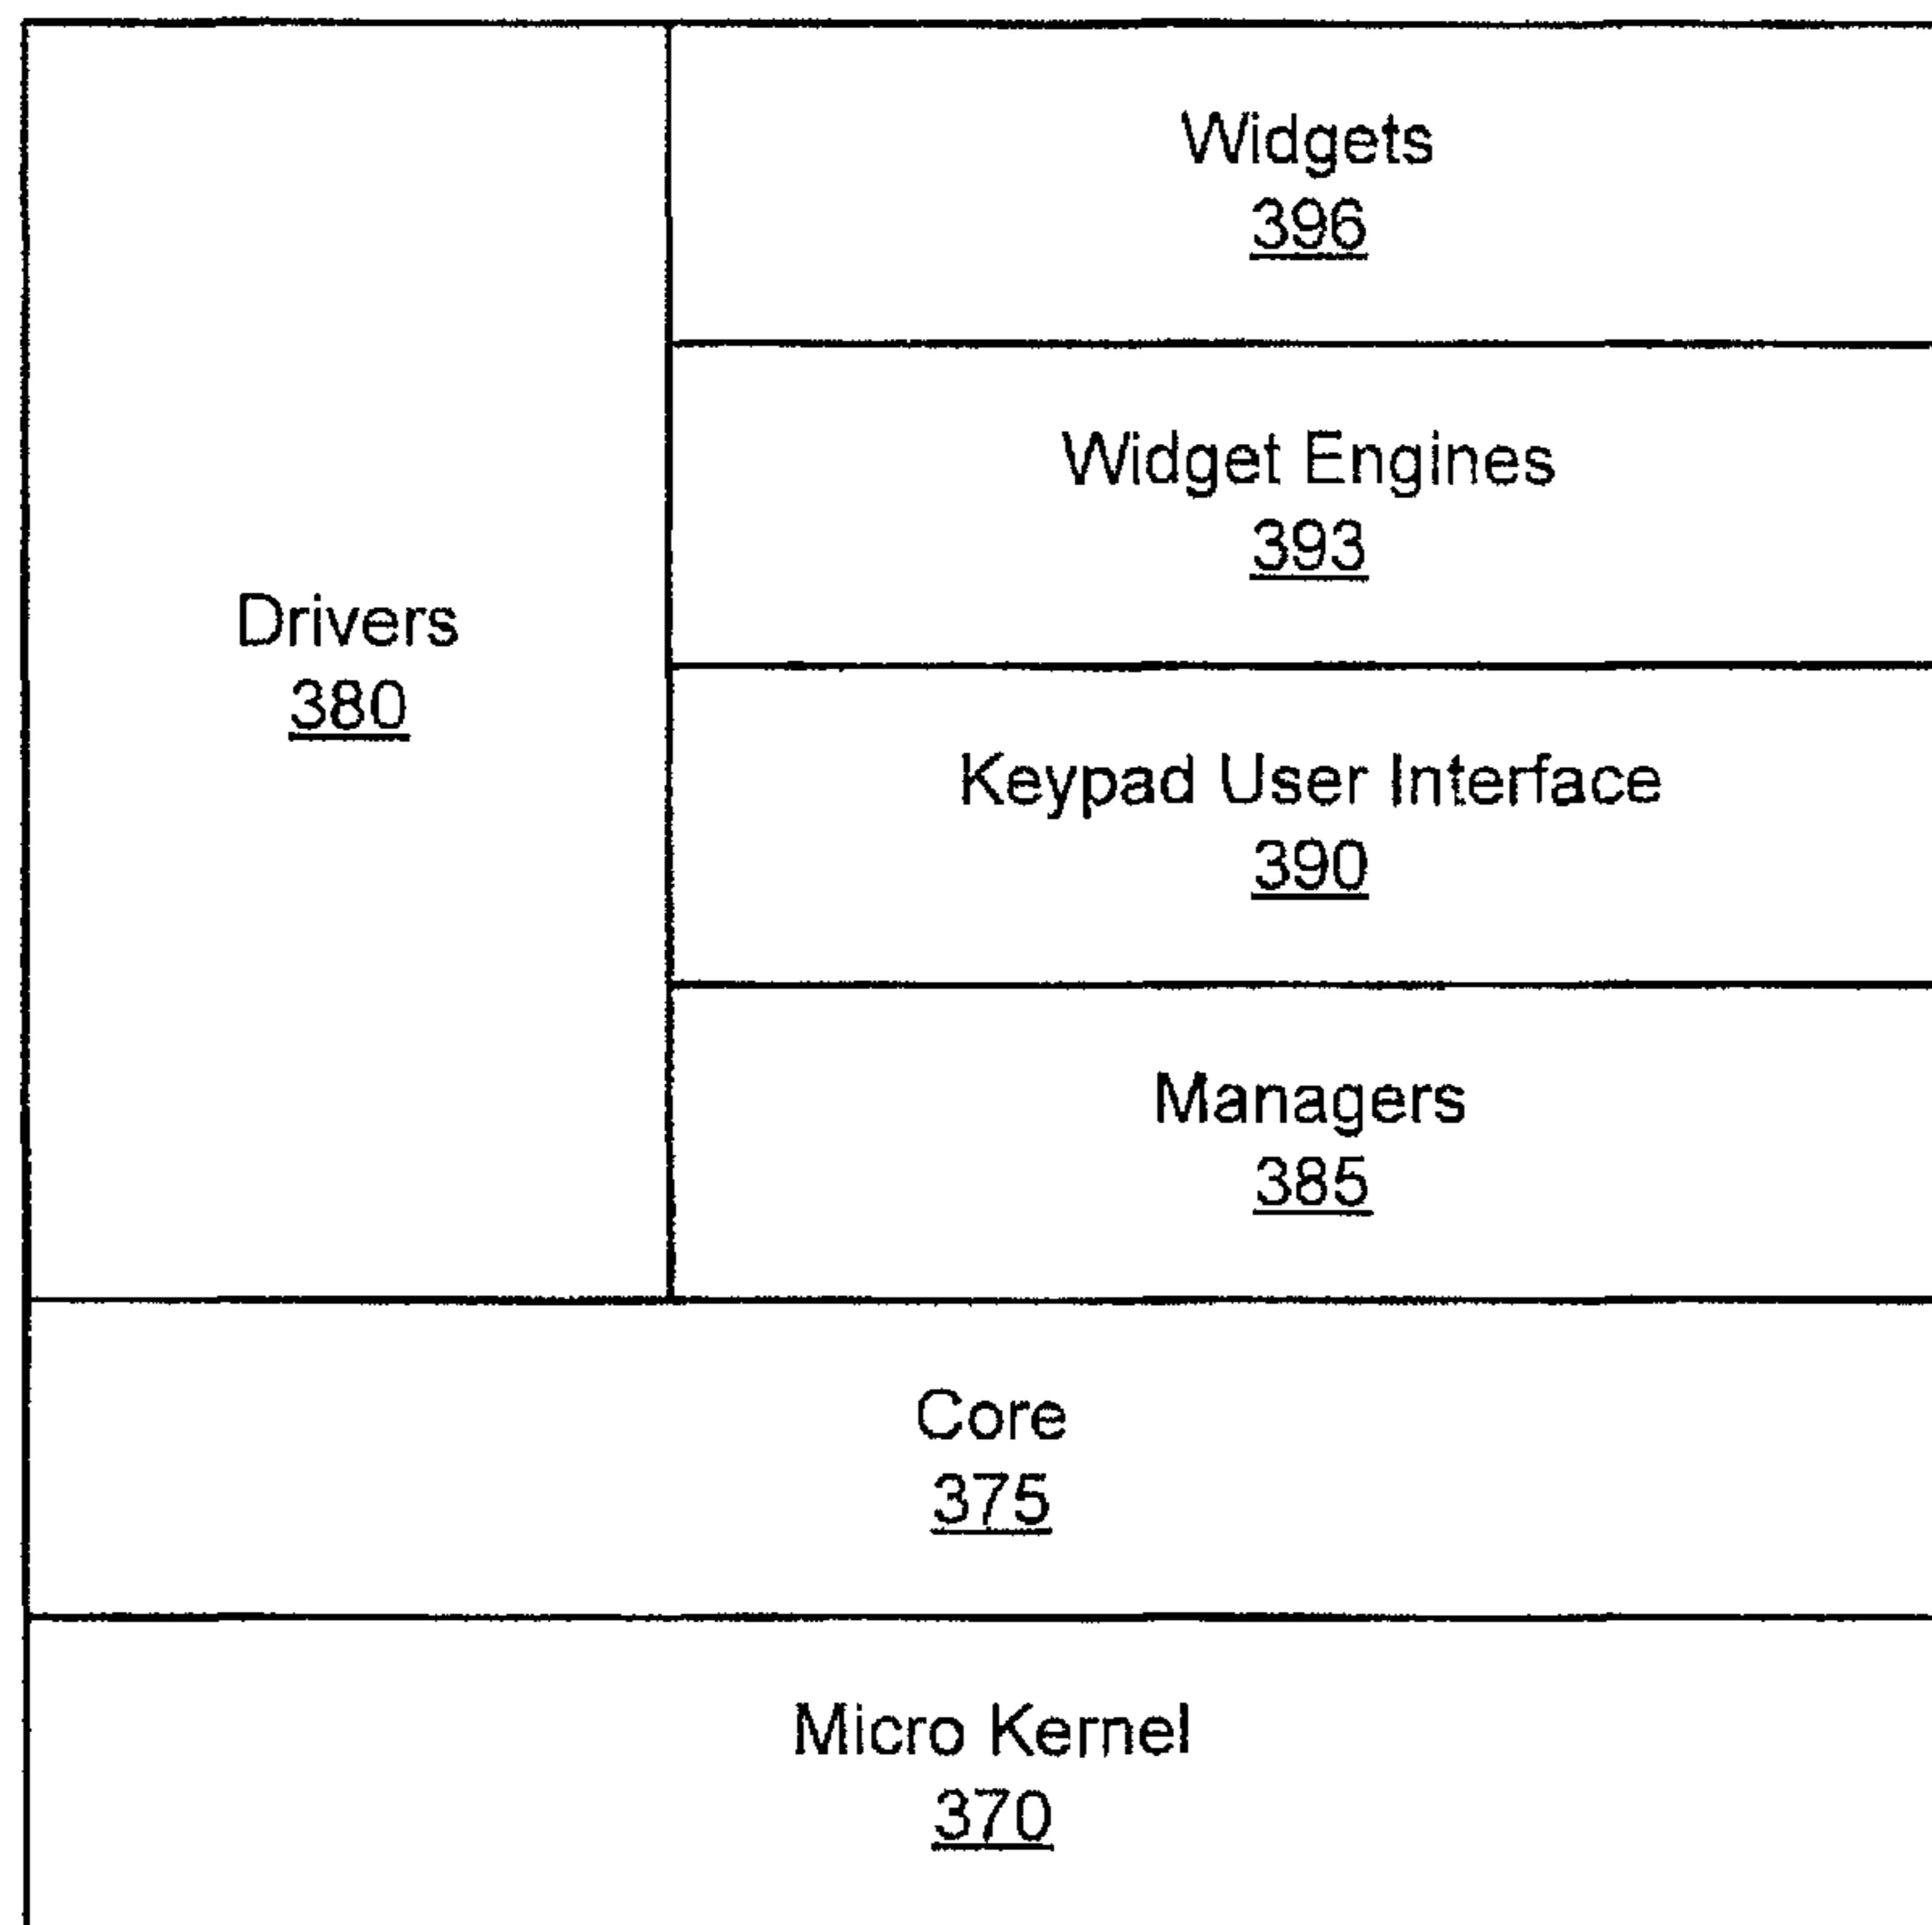 Drivers
380
Widgets
396
Widget Engines
393
Keypad User Interface
390
Managers
385
Core
375
Micro Kernel
370